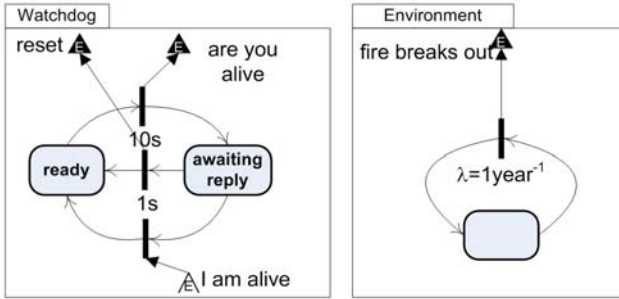 Watchdog
reset
E
E
are you
alive
10s
ready
awaiting
reply
1s
E
I am alive
Environment
E
fire breaks out
λ=1year⁻¹